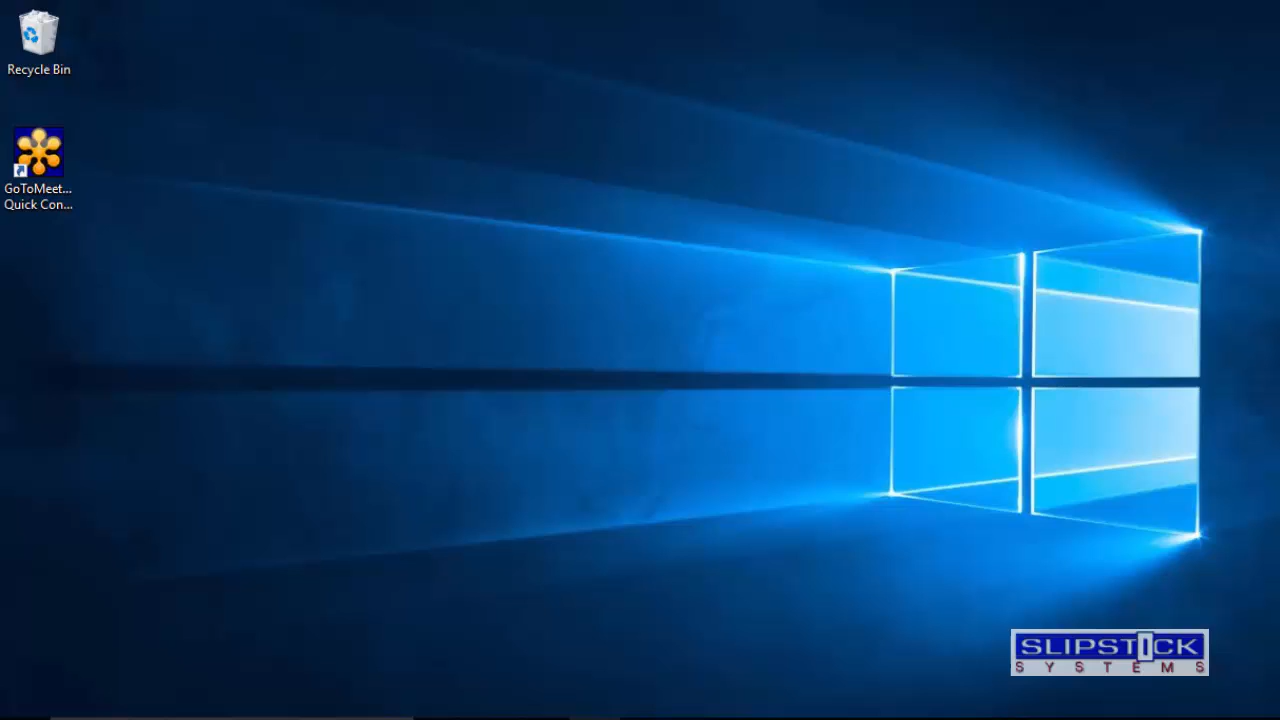 Recycle Bin
GoToMeet...
Quick Con...
SLIPSTICK
SYSTEMS